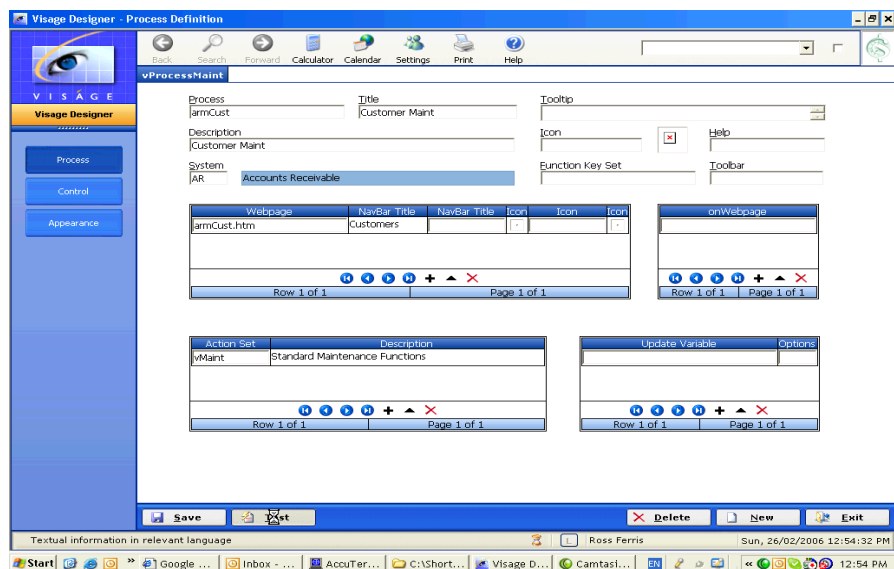 Visage Designer - Process Definition
Back Search Forward Calculator Calendar Settings Print Help
vProcessMaint
VISÁGE
Visage Designer
Process
Control
Appearance
Process Title Tooltip
armCust Customer Maint
Description Icon Help
Customer Maint
System Function Key Set Toolbar
AR Accounts Receivable
Webpage NavBar Title NavBar Title Icon Icon Icon onWebpage
armCust.htm Customers
Row 1 of 1 Page 1 of 1 Row 1 of 1 Page 1 of 1
Action Set Description Update Variable Options
vMaint Standard Maintenance Functions
Row 1 of 1 Page 1 of 1 Row 1 of 1 Page 1 of 1
Save Delete New Exit
Textual information in relevant language L Ross Ferris Sun, 26/02/2006 12:54:32 PM
Start » Google ... Inbox - ... AccuTer... C:\Short... Visage D... Camtasi... EN « 12:54 PM